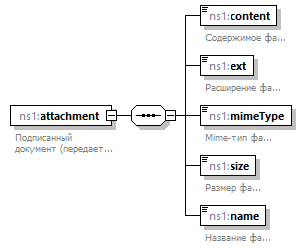 ns1:content
Содержимое фа...
ns1:ext
Расширение фа...
ns1:attachment
Подписанный
документ (передает...
ns1:mimeType
Mime-тип фа...
ns1:size
Размер фа...
ns1:name
Название фа...